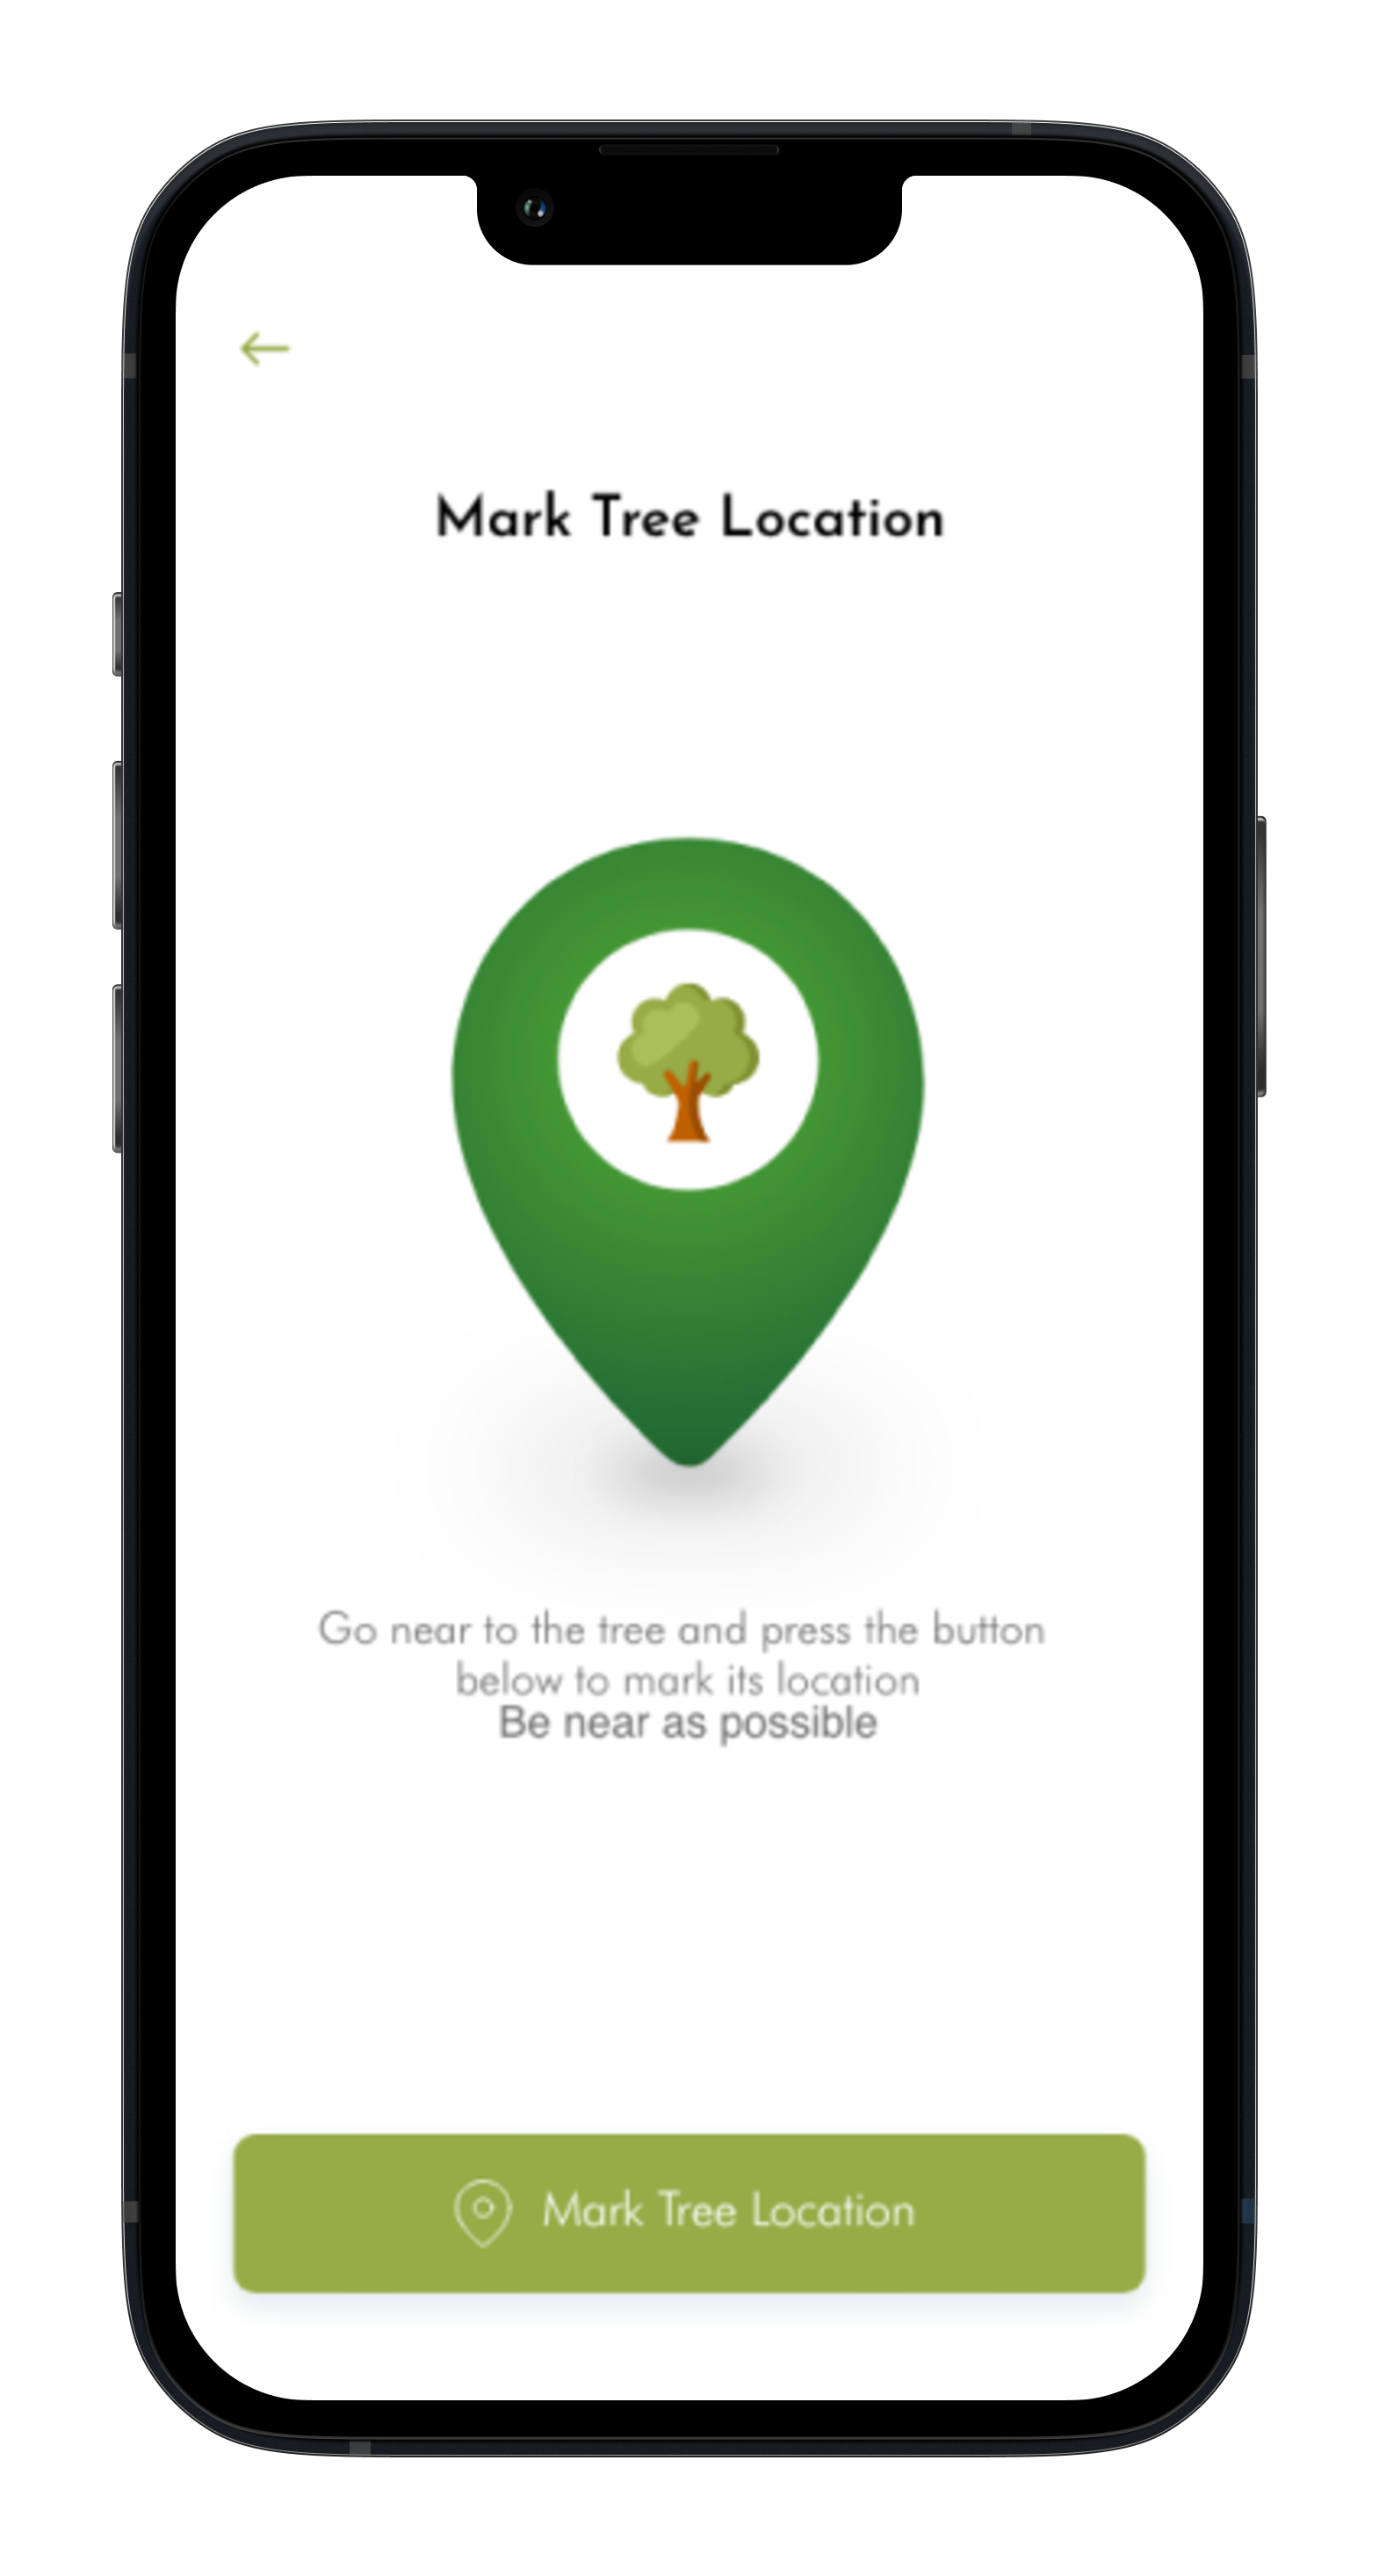 Mark Tree Location
Go near to the tree and press the button
below to mark its location
Be near as possible
Mark Tree Location